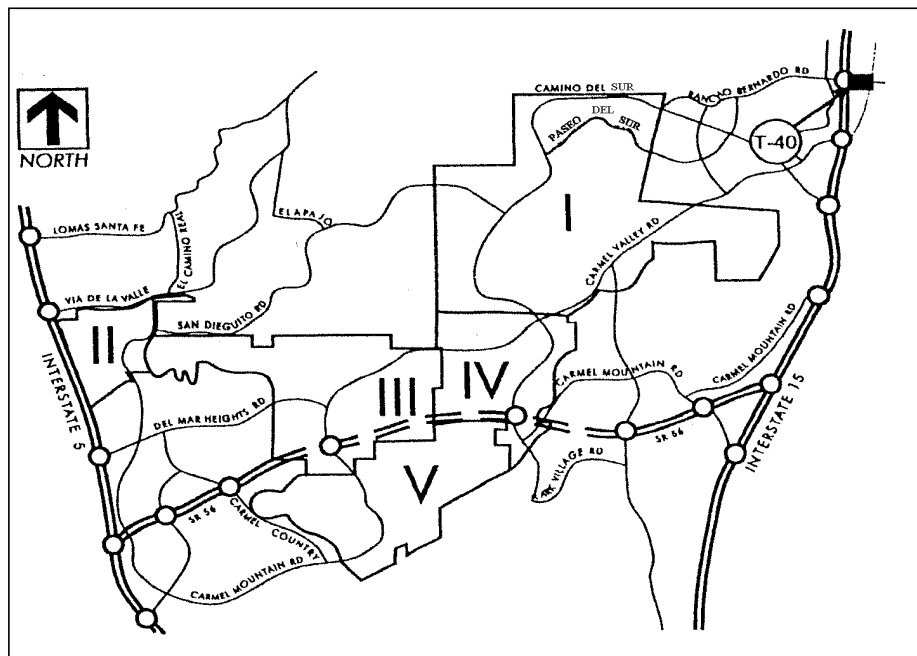 CAMINO DEL SUR
RANCHO BERNARDO RD
PASEO DEL SUR
T-40
NORTH
LOMAS SANTA FE
EL CAMINO REAL
EL APAJO
I
CARMEL VALLEY RD
VIA DE LA VALLE
SAN DIEGUITO RD
II
INTERSTATE 5
III
IV
CARMEL MOUNTAIN RD
CARMEL MOUNTAIN RD
DEL MAR HEIGHTS RD
SR 66
INTERSTATE 15
V
PARK VILLAGE RD
SR 56
CARMEL COUNTRY
CARMEL MOUNTAIN RD